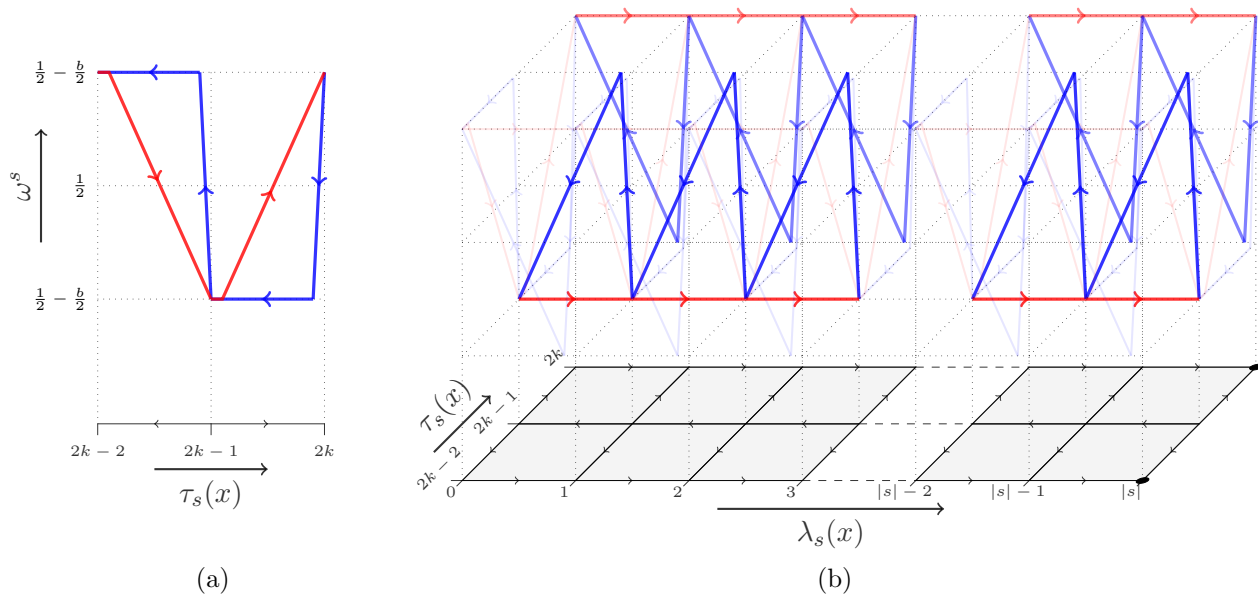 ω^s
1/2 − b/2
1/2
1/2 − b/2
2k − 2
2k − 1
2k
τ_s(x)
(a)
2k
2k − 1
2k − 2
τ_s(x)
0
1
2
3
|s| − 2
|s| − 1
|s|
λ_s(x)
(b)